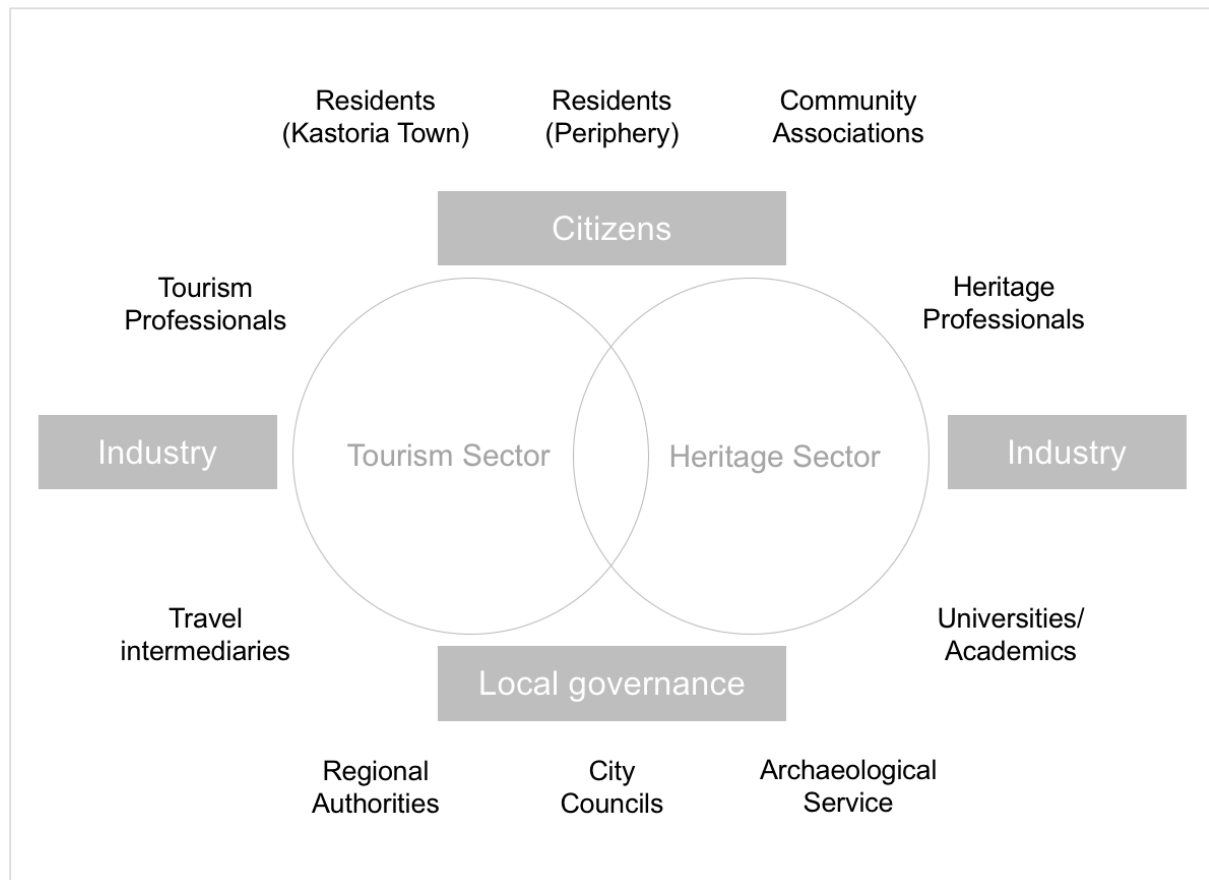 Residents
(Kastoria Town)
Residents
(Periphery)
Community
Associations
Citizens
Tourism
Professionals
Heritage
Professionals
Industry
Tourism Sector
Heritage Sector
Industry
Travel
intermediaries
Universities/
Academics
Local governance
Regional
Authorities
City
Councils
Archaeological
Service